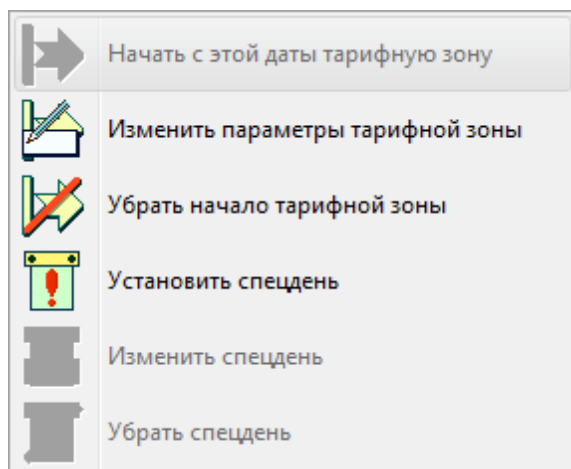 Начать с этой даты тарифную зону
Изменить параметры тарифной зоны
Убрать начало тарифной зоны
Установить спецдень
Изменить спецдень
Убрать спецдень